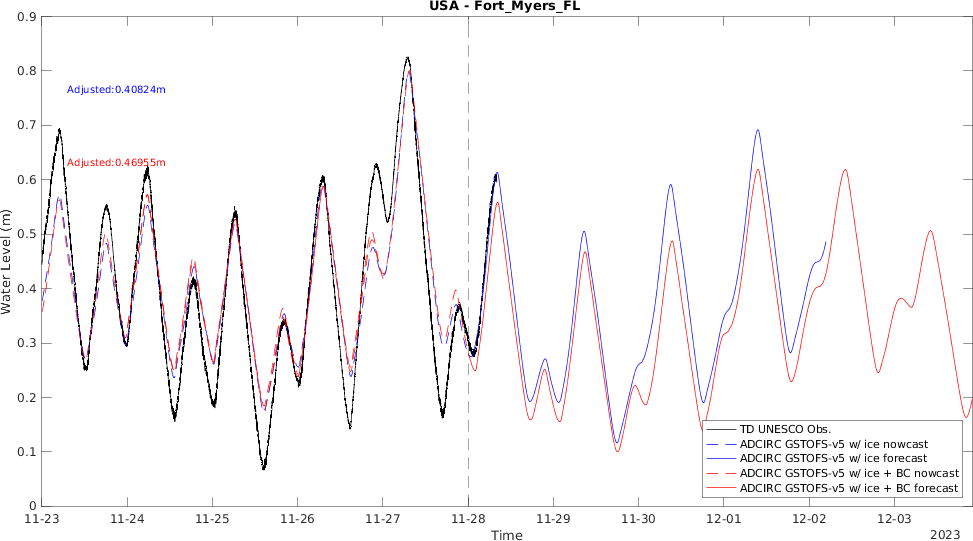 USA - Fort_Myers_FL
0.9
0.8
0.7
0.6
0.5
0.4
0.3
0.2
0.1
0
Water Level (m)
Adjusted:0.40824m
Adjusted:0.46955m
TD UNESCO Obs.
ADCIRC GSTOFS-v5 w/ ice nowcast
ADCIRC GSTOFS-v5 w/ ice forecast
ADCIRC GSTOFS-v5 w/ ice + BC nowcast
ADCIRC GSTOFS-v5 w/ ice + BC forecast
11-23 11-24 11-25 11-26 11-27 11-28 11-29 11-30 12-01 12-02 12-03
Time
2023